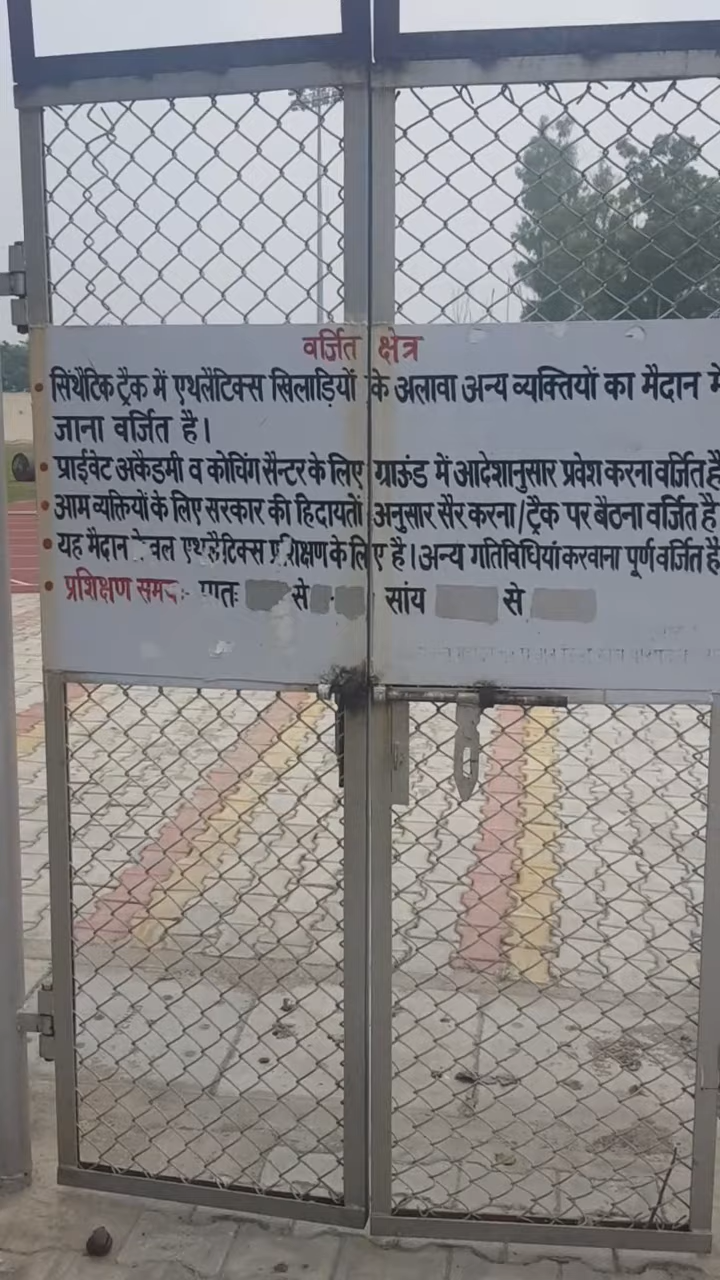 वर्जित क्षेत्र
सिंथैटिक ट्रैक में एथलैटिक्स खिलाड़ियों के अलावा अन्य व्यक्तियों का मैदान में
जाना वर्जित है।
प्राईवेट अकैडमी व कोचिंग सैन्टर के लिए ग्राऊंड में आदेशानुसार प्रवेश करना वर्जित है
आम व्यक्तियों के लिए सरकार की हिदायतों अनुसार सैर करना/ट्रैक पर बैठना वर्जित है
यह मैदान केवल एथलैटिक्स प्रशिक्षण के लिए है। अन्य गतिविधियां करवाना पूर्ण वर्जित है
प्रशिक्षण समय:- प्रातः से सांय से